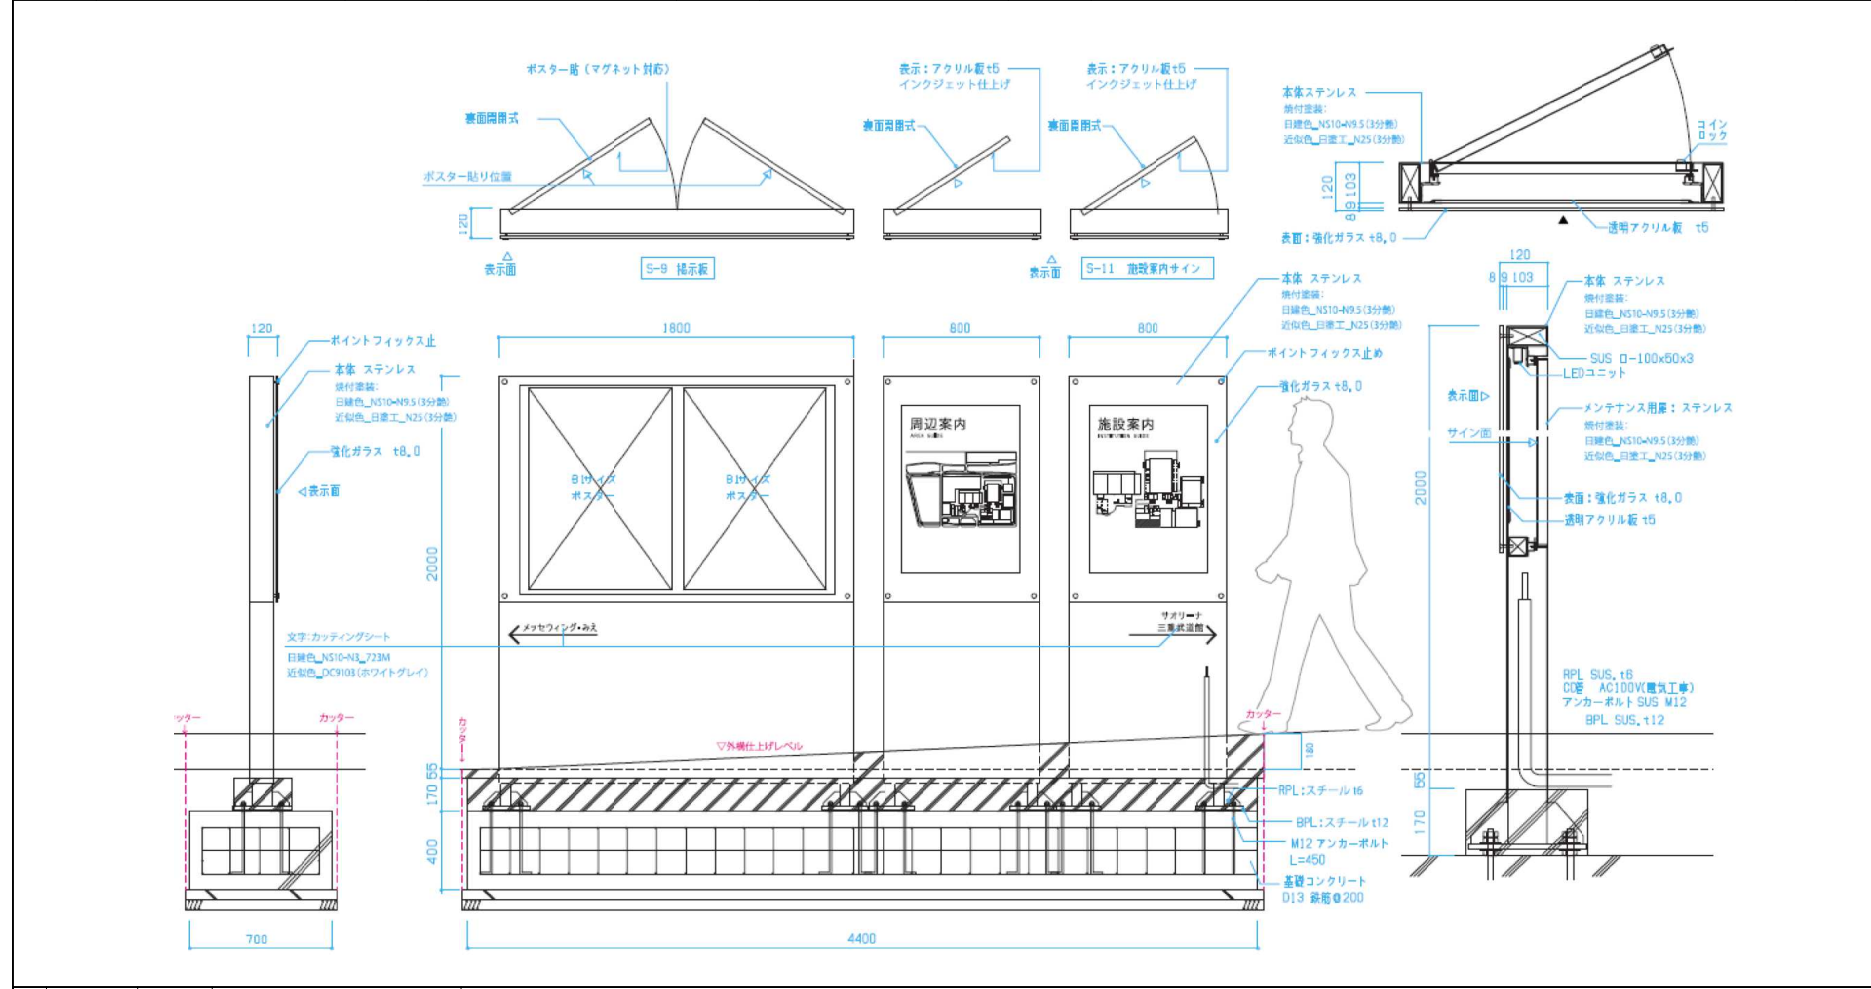 ポスター貼（マグネット対応）
裏面開閉式
ポスター貼り位置
120
表示面
S-9 掲示板
表示：アクリル板t5
インクジェット仕上げ
裏面開閉式
表示：アクリル板t5
インクジェット仕上げ
裏面開閉式
表示面
S-11 施設案内サイン
本体ステンレス
焼付塗装：
日建色_NS10-N9.5(3分艶)
近似色_日塗工_N25(3分艶)
コイン
ロック
120
8 9 103
表面：強化ガラス t8,0
透明アクリル板 t5
120
ポイントフィックス止
本体 ステンレス
焼付塗装：
日建色_NS10-N9.5(3分艶)
近似色_日塗工_N25(3分艶)
強化ガラス t8,0
表示面
1800
800
800
本体 ステンレス
焼付塗装：
日建色_NS10-N9.5(3分艶)
近似色_日塗工_N25(3分艶)
ポイントフィックス止め
強化ガラス t8,0
2000
B1サイズ
ポスター
B1サイズ
ポスター
周辺案内
AREA GUIDE
施設案内
INSTITUTION GUIDE
メッセウィング・みえ
サオリーナ
三重武道館
文字：カッティングシート
日建色_NS10-N3_723M
近似色_DC9103(ホワイトグレイ)
カッター
カッター
カッター
▽外構仕上げレベル
55
170
400
180
RPL：スチール t6
BPL：スチール t12
M12 アンカーボルト
L=450
基礎コンクリート
D13 鉄筋@200
700
4400
120
8 9 103
本体 ステンレス
焼付塗装：
日建色_NS10-N9.5(3分艶)
近似色_日塗工_N25(3分艶)
SUS ロ-100x50x3
LEDユニット
表示面
メンテナンス用扉：ステンレス
焼付塗装：
日建色_NS10-N9.5(3分艶)
近似色_日塗工_N25(3分艶)
サイン面
2000
表面：強化ガラス t8,0
透明アクリル板 t5
RPL SUS,t6
CD管 AC100V(電気工事)
アンカーボルト SUS M12
BPL SUS,t12
55
170